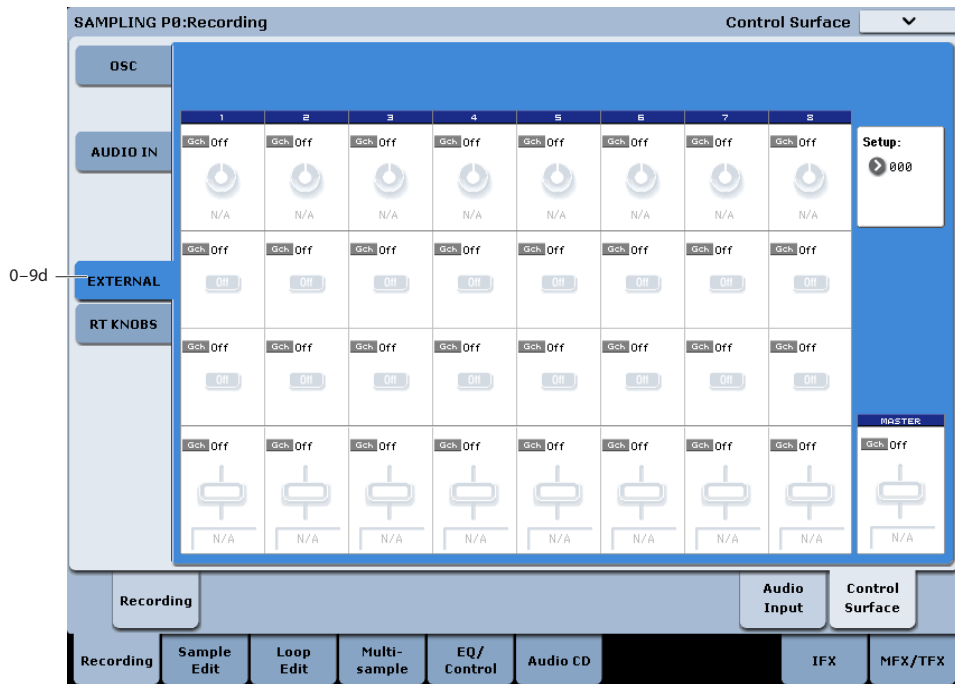 SAMPLING P0:Recording Control Surface
OSC
1 2 3 4 5 6 7 8
AUDIO IN
Gch Off Gch Off Gch Off Gch Off Gch Off Gch Off Gch Off Gch Off
Setup:
000
N/A N/A N/A N/A N/A N/A N/A N/A
0–9d
EXTERNAL
Gch Off Gch Off Gch Off Gch Off Gch Off Gch Off Gch Off Gch Off
Off Off Off Off Off Off Off Off
RT KNOBS
Gch Off Gch Off Gch Off Gch Off Gch Off Gch Off Gch Off Gch Off
Off Off Off Off Off Off Off Off
MASTER
Gch Off Gch Off Gch Off Gch Off Gch Off Gch Off Gch Off Gch Off Gch Off
N/A N/A N/A N/A N/A N/A N/A N/A N/A
Recording
Audio
Input
Control
Surface
Recording
Sample
Edit
Loop
Edit
Multi-
sample
EQ/
Control
Audio CD
IFX
MFX/TFX